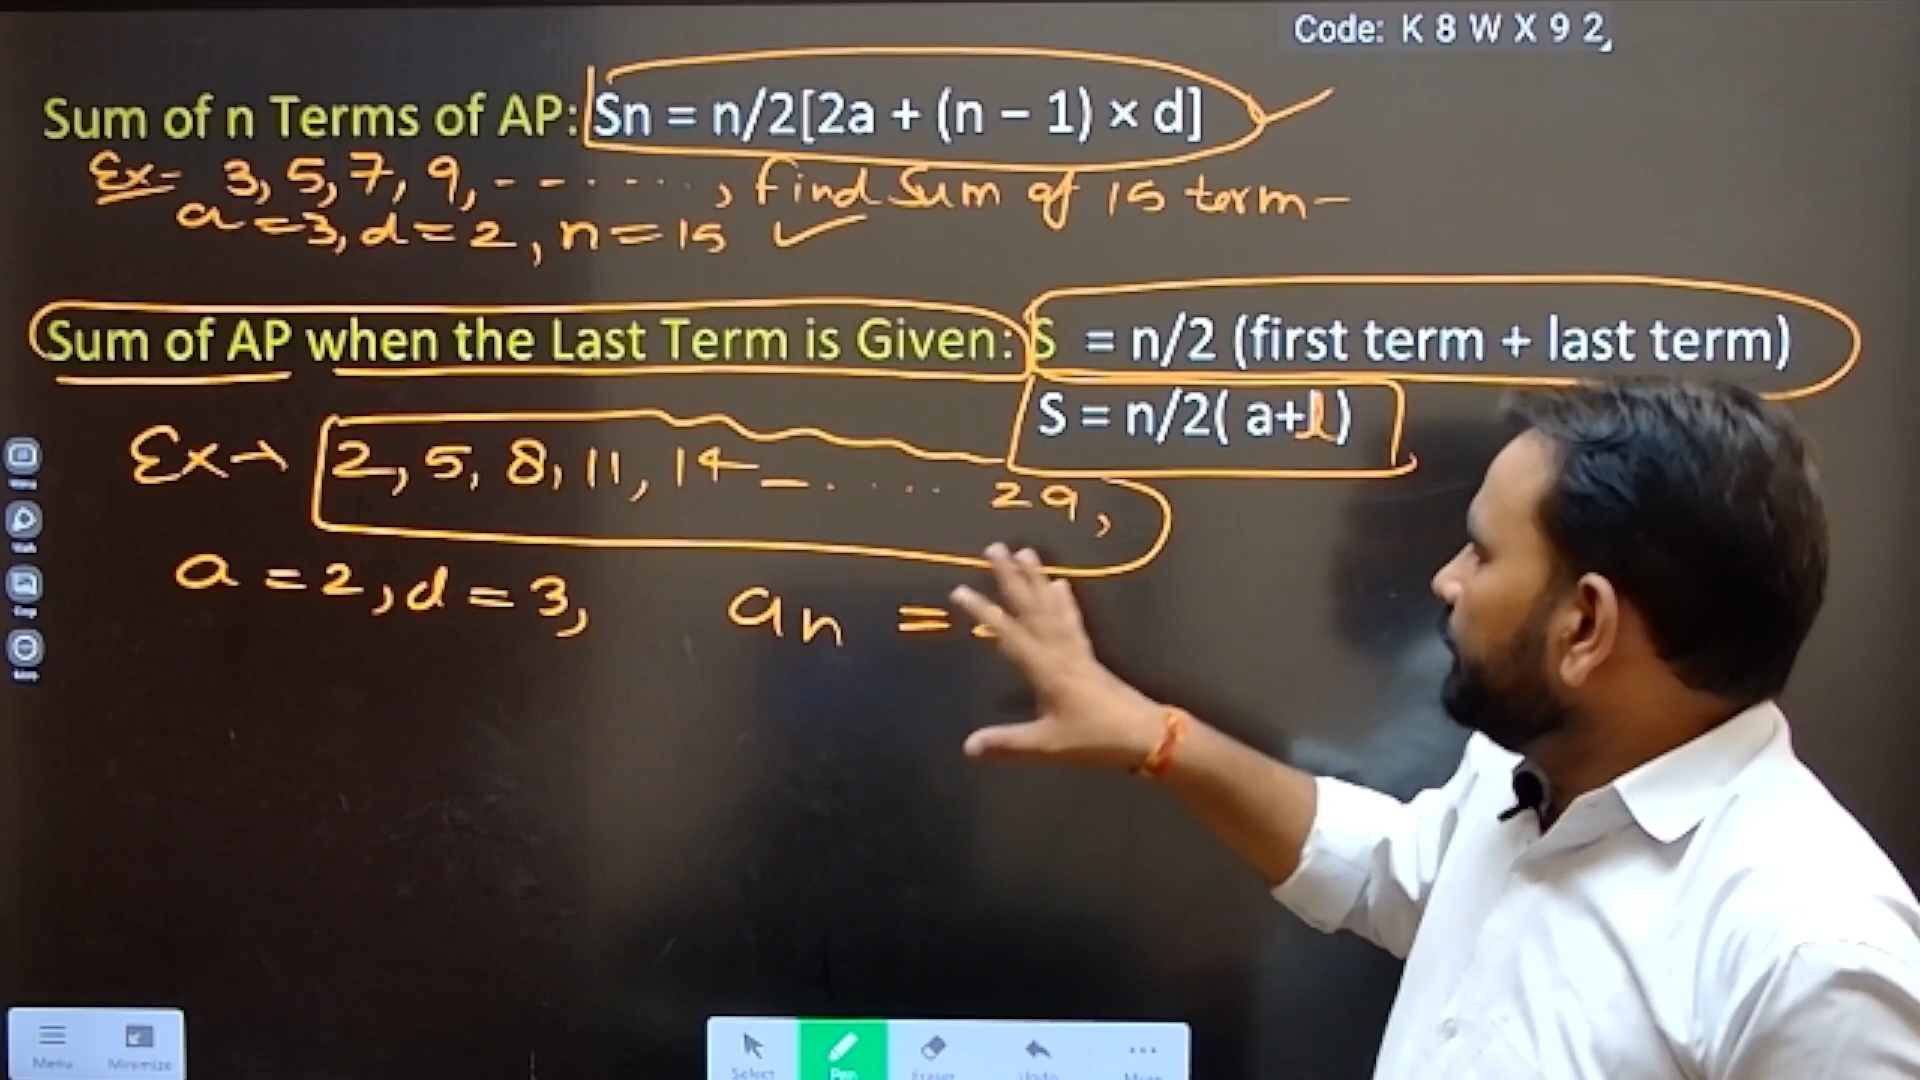 Code: K 8 W X 9 2
Sum of n Terms of AP: Sn = n/2[2a + (n − 1) × d]
Ex- 3, 5, 7, 9, - - - - - - -, find Sum of 15 term-
a = 3, d = 2, n = 15 ✓
Sum of AP when the Last Term is Given: S = n/2 (first term + last term)
S = n/2( a+l)
Ex→ 2, 5, 8, 11, 14 - - . . . . 29,
a = 2, d = 3, an =
Menu Minimize Select Pen Eraser Undo More